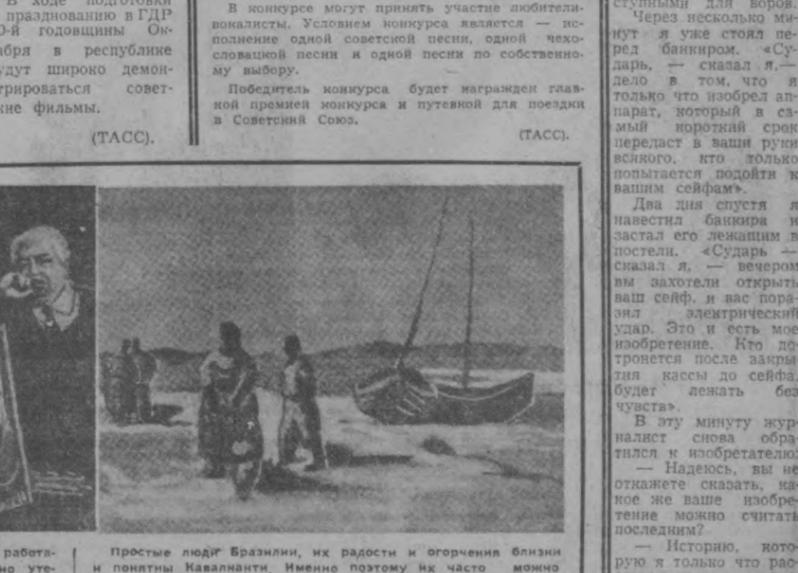 В ходе подготовки
к празднованию в ГДР
0-й годовщины Ок-
ября в республике
удут широко демон-
трироваться совет-
кие фильмы.
(ТАСС).
В конкурсе могут принять участие любители-
вокалисты. Условием конкурса является — ис-
полнение одной советской песни, одной чехо-
словацкой песни и одной песни по собственно-
му выбору.
Победитель конкурса будет награжден глав-
ной премией конкурса и путевкой для поездки
в Советский Союз.
(ТАСС).
работа-
уте-
Простые люди Бразилии, их радости и огорчения близки
и понятны Кавалканти. Именно поэтому их часто можно
ступными для воров.
Через несколько ми-
нут я уже стоял пе-
ред банкиром. «Су-
дарь, — сказал я,—
дело в том, что я
только что изобрел ап-
парат, который в са-
мый короткий срок
передаст в ваши руки
всякого, кто только
попытается подойти к
вашим сейфам».
Два дня спустя я
навестил банкира и
застал его лежащим в
постели. «Сударь —
сказал я, — вечером
вы захотели открыть
ваш сейф, и вас пора-
зил электрический
удар. Это и есть мое
изобретение. Кто до-
тронется после закры-
тия кассы до сейфа,
будет лежать без
чувств».
В эту минуту жур-
налист снова обра-
тился к изобретателю:
— Надеюсь, вы не
откажете сказать, ка-
кое же ваше изобре-
тение можно считать
последним?
— Историю, кото-
рую я только что рас-